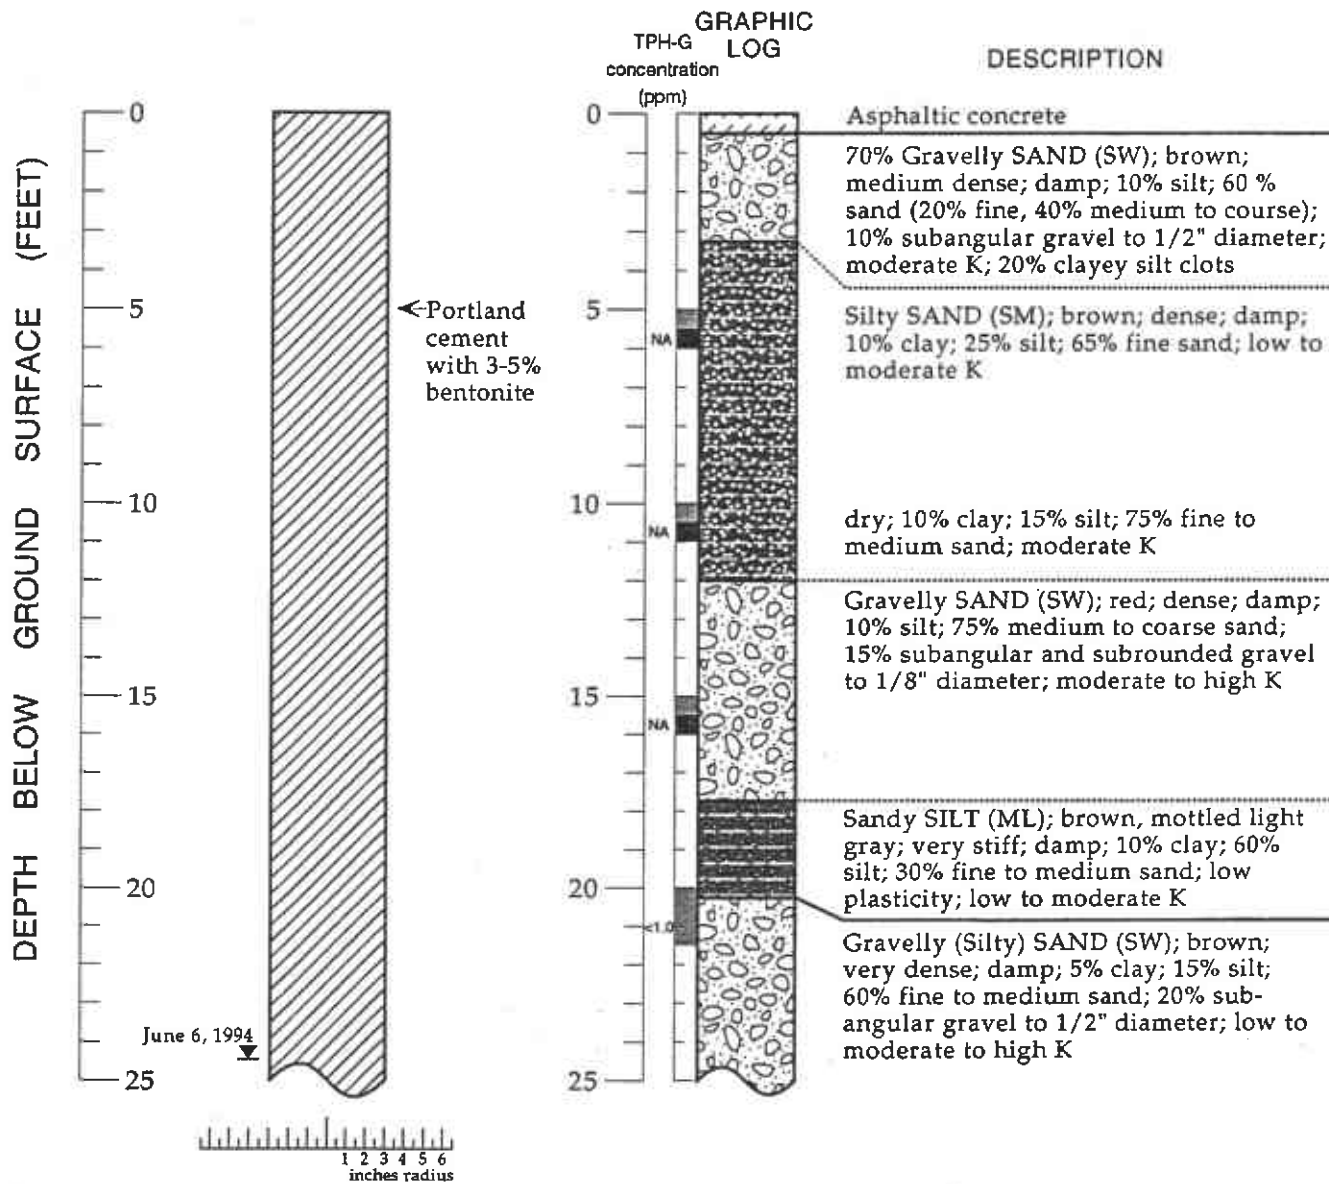 GRAPHIC
LOG
TPH-G
concentration
(ppm)
DESCRIPTION
DEPTH BELOW GROUND SURFACE (FEET)
0
5
10
15
20
25
Portland
cement
with 3-5%
bentonite
June 6, 1994
1 2 3 4 5 6
inches radius
0
5
10
15
20
25
NA
NA
NA
<1.0
Asphaltic concrete
70% Gravelly SAND (SW); brown;
medium dense; damp; 10% silt; 60 %
sand (20% fine, 40% medium to course);
10% subangular gravel to 1/2" diameter;
moderate K; 20% clayey silt clots
Silty SAND (SM); brown; dense; damp;
10% clay; 25% silt; 65% fine sand; low to
moderate K
dry; 10% clay; 15% silt; 75% fine to
medium sand; moderate K
Gravelly SAND (SW); red; dense; damp;
10% silt; 75% medium to coarse sand;
15% subangular and subrounded gravel
to 1/8" diameter; moderate to high K
Sandy SILT (ML); brown, mottled light
gray; very stiff; damp; 10% clay; 60%
silt; 30% fine to medium sand; low
plasticity; low to moderate K
Gravelly (Silty) SAND (SW); brown;
very dense; damp; 5% clay; 15% silt;
60% fine to medium sand; 20% sub-
angular gravel to 1/2" diameter; low to
moderate to high K